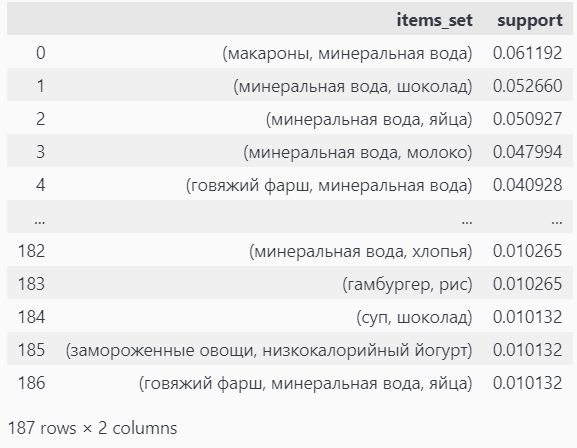 items_set support
0 (макароны, минеральная вода) 0.061192
1 (минеральная вода, шоколад) 0.052660
2 (минеральная вода, яйца) 0.050927
3 (минеральная вода, молоко) 0.047994
4 (говяжий фарш, минеральная вода) 0.040928
... ... ...
182 (минеральная вода, хлопья) 0.010265
183 (гамбургер, рис) 0.010265
184 (суп, шоколад) 0.010132
185 (замороженные овощи, низкокалорийный йогурт) 0.010132
186 (говяжий фарш, минеральная вода, яйца) 0.010132
187 rows × 2 columns